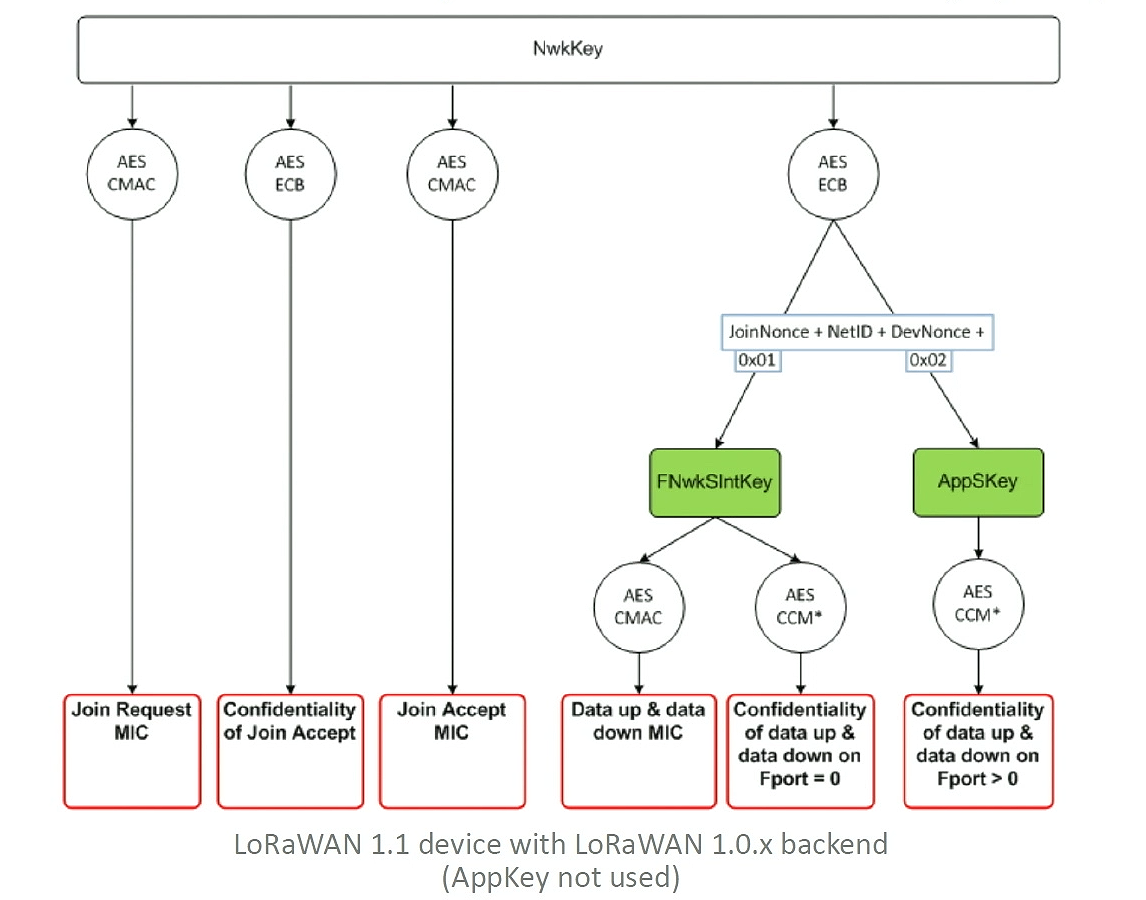 NwkKey
AES
CMAC
AES
ECB
AES
CMAC
AES
ECB
JoinNonce + NetID + DevNonce +
0x01
0x02
FNwkSIntKey
AppSKey
AES
CMAC
AES
CCM*
AES
CCM*
Join Request
MIC
Confidentiality
of Join Accept
Join Accept
MIC
Data up & data
down MIC
Confidentiality
of data up &
data down on
Fport = 0
Confidentiality
of data up &
data down on
Fport > 0
LoRaWAN 1.1 device with LoRaWAN 1.0.x backend
(AppKey not used)